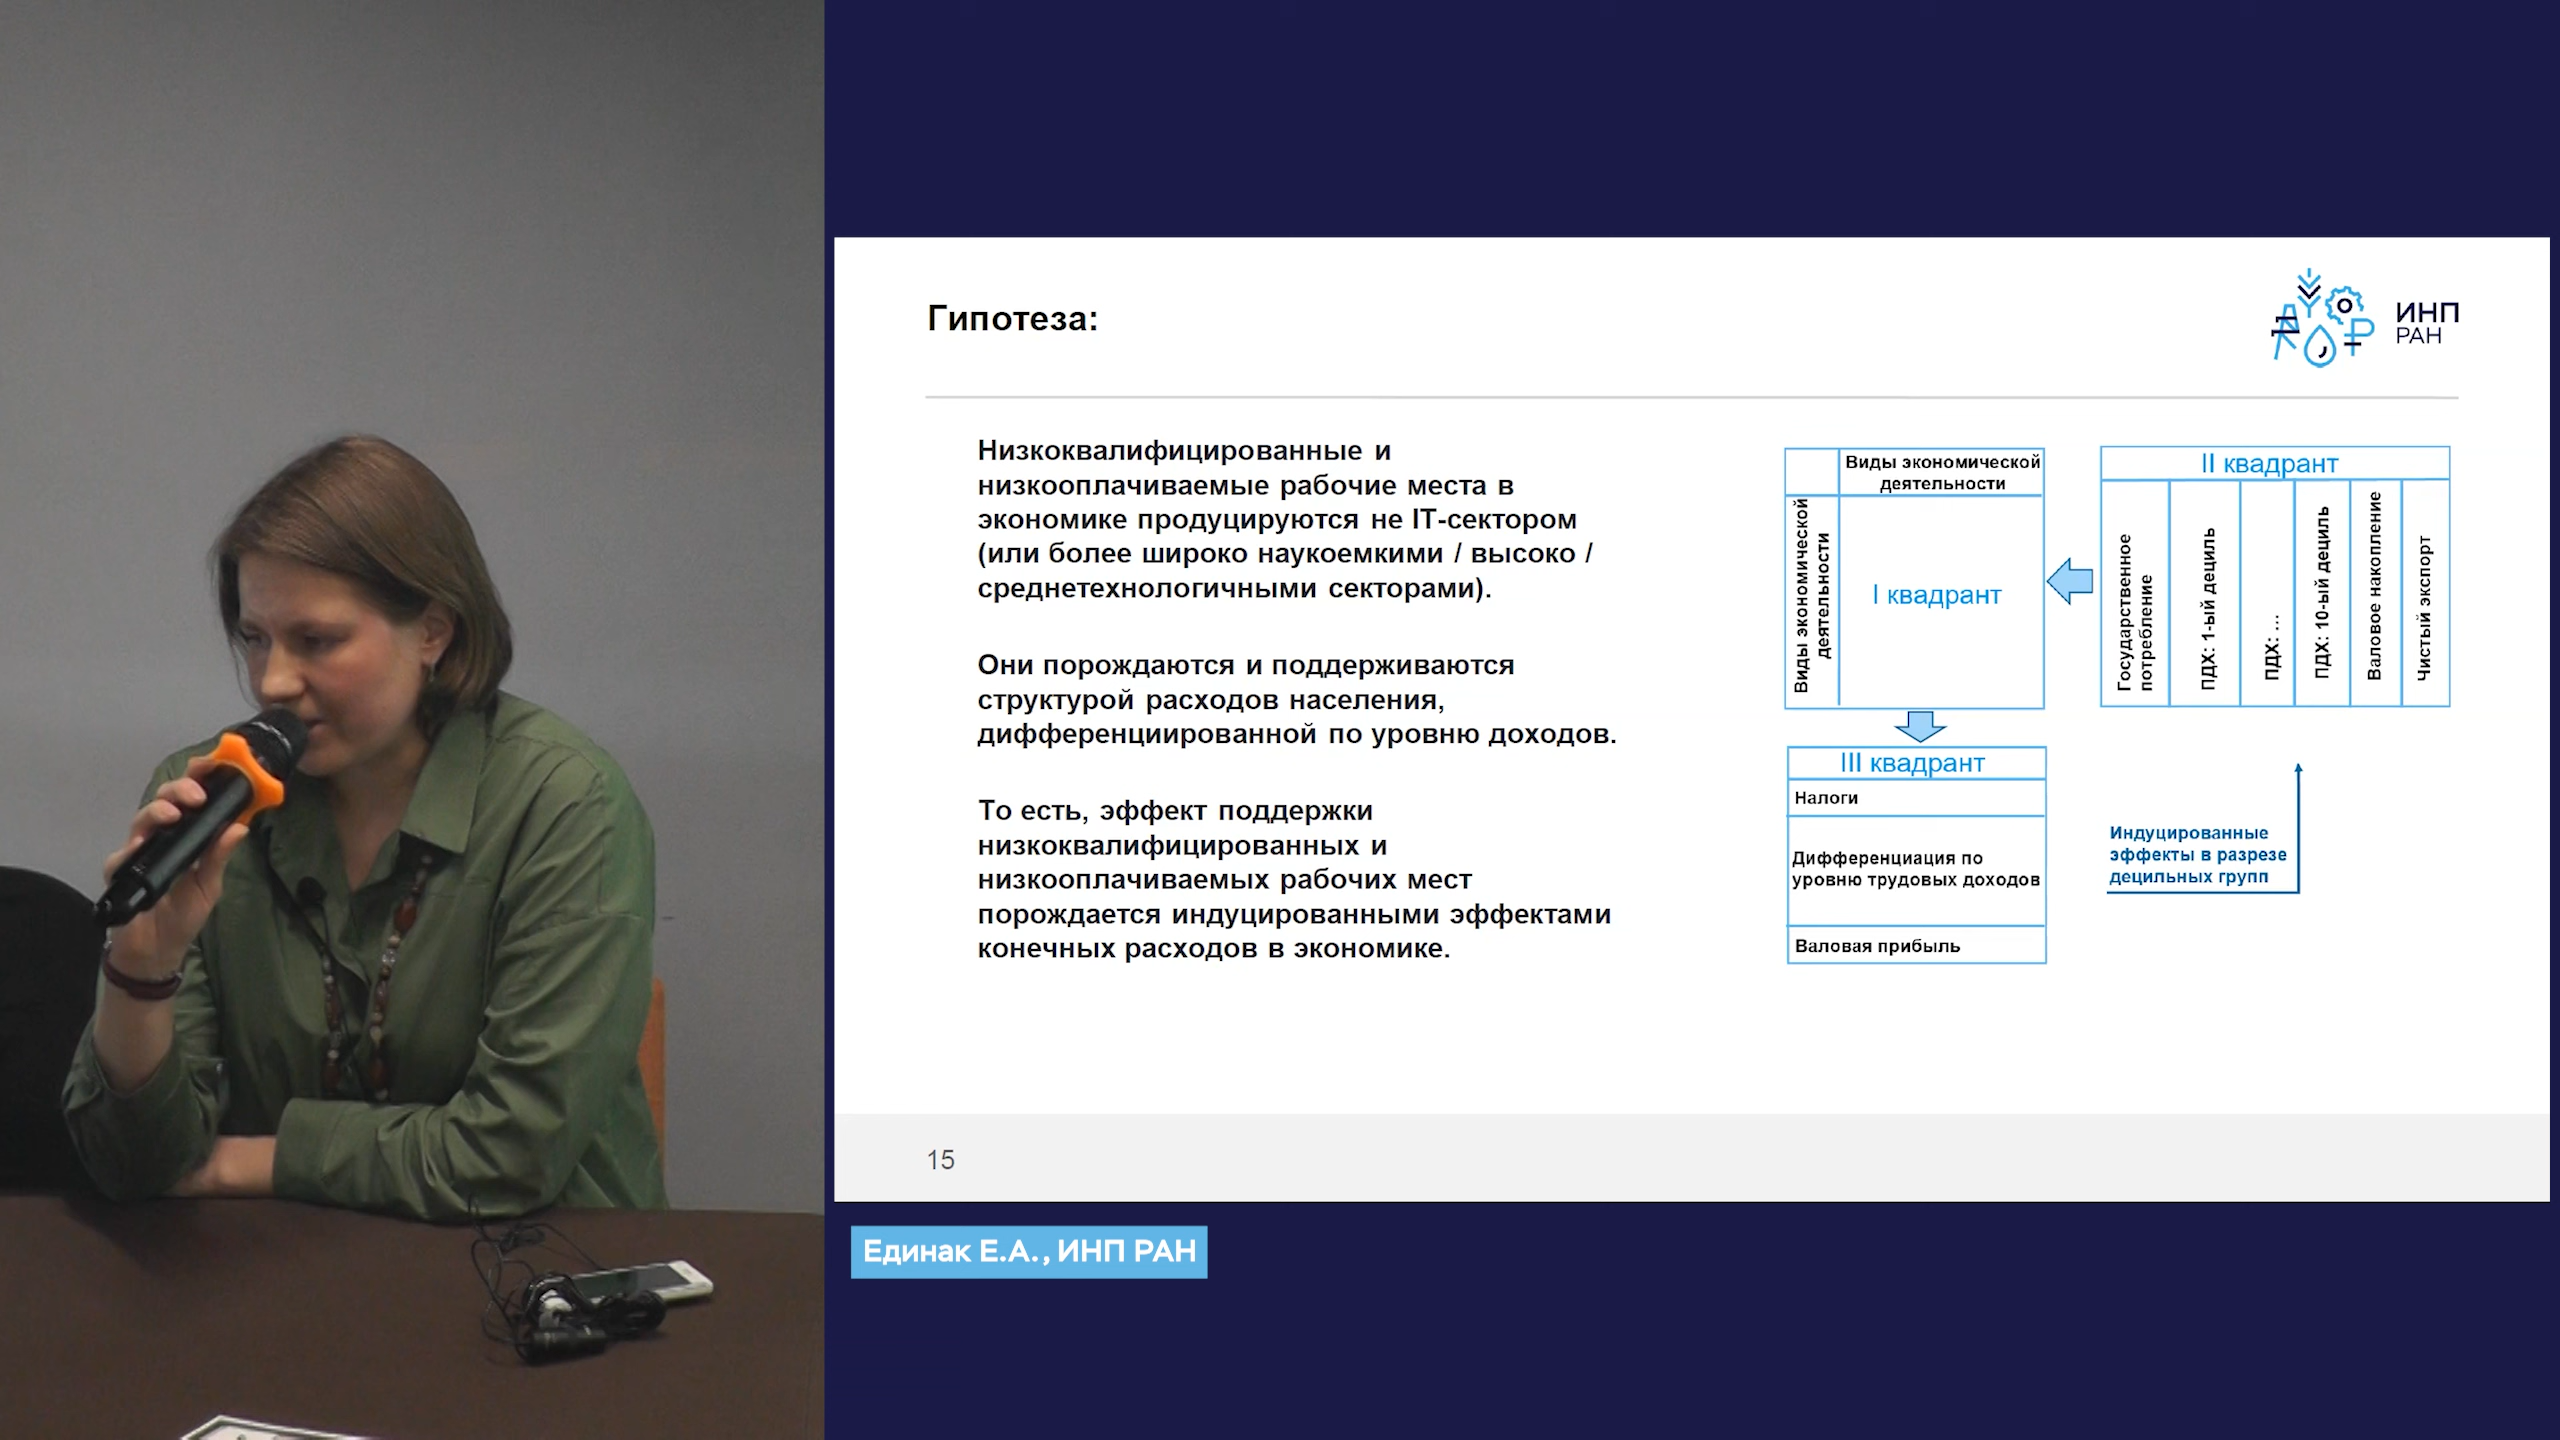 Гипотеза:
ИНП
РАН
Низкоквалифицированные и
низкооплачиваемые рабочие места в
экономике продуцируются не IT-сектором
(или более широко наукоемкими / высоко /
среднетехнологичными секторами).
Они порождаются и поддерживаются
структурой расходов населения,
дифференциированной по уровню доходов.
То есть, эффект поддержки
низкоквалифицированных и
низкооплачиваемых рабочих мест
порождается индуцированными эффектами
конечных расходов в экономике.
Виды экономической
деятельности
Виды экономической
деятельности
I квадрант
II квадрант
Государственное
потребление
ПДХ: 1-ый дециль
ПДХ: ...
ПДХ: 10-ый дециль
Валовое накопление
Чистый экспорт
III квадрант
Налоги
Дифференциация по
уровню трудовых доходов
Валовая прибыль
Индуцированные
эффекты в разрезе
децильных групп
15
Единак Е.А., ИНП РАН